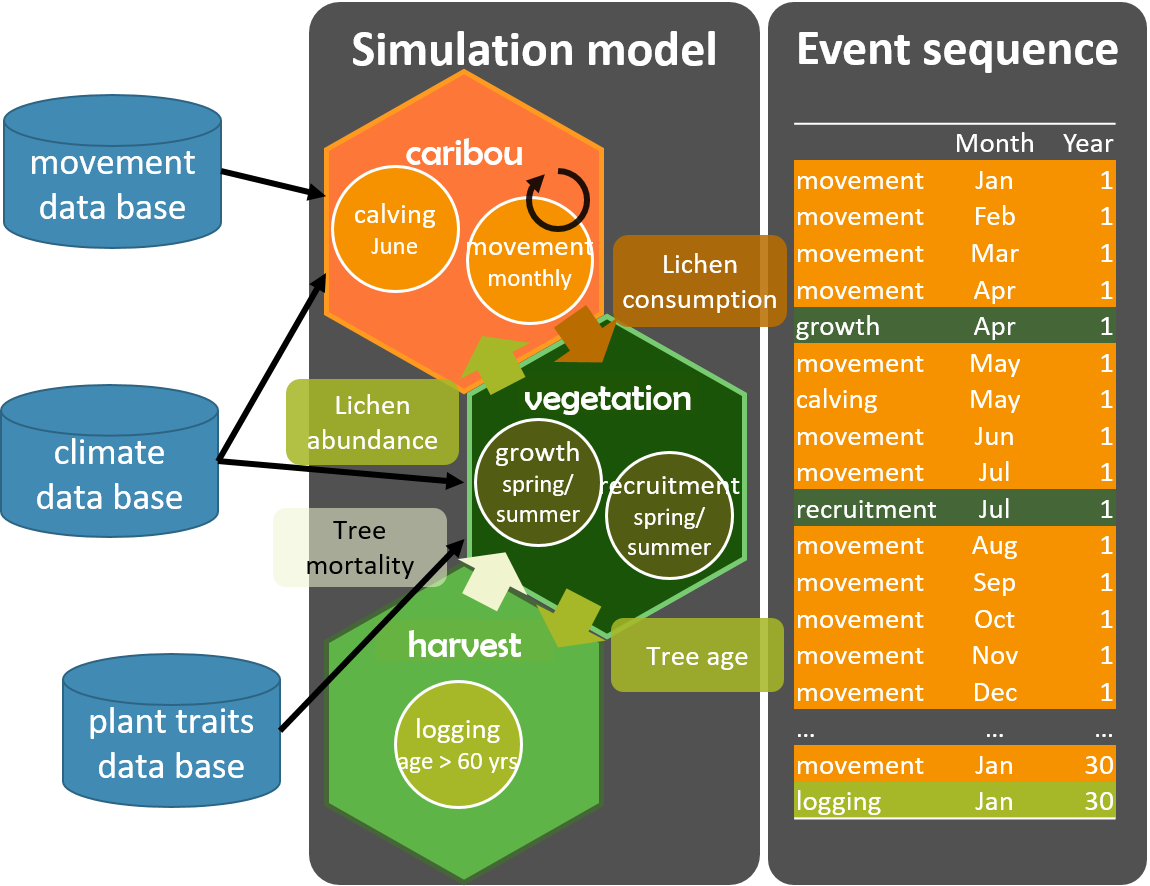 Simulation model
Event sequence
movement
data base
climate
data base
plant traits
data base
caribou
calving
June
movement
monthly
Lichen
consumption
Lichen
abundance
vegetation
growth
spring/
summer
recruitment
spring/
summer
Tree
mortality
Tree age
harvest
logging
age > 60 yrs
Month Year
movement Jan 1
movement Feb 1
movement Mar 1
movement Apr 1
growth Apr 1
movement May 1
calving May 1
movement Jun 1
movement Jul 1
recruitment Jul 1
movement Aug 1
movement Sep 1
movement Oct 1
movement Nov 1
movement Dec 1
... ... ...
movement Jan 30
logging Jan 30